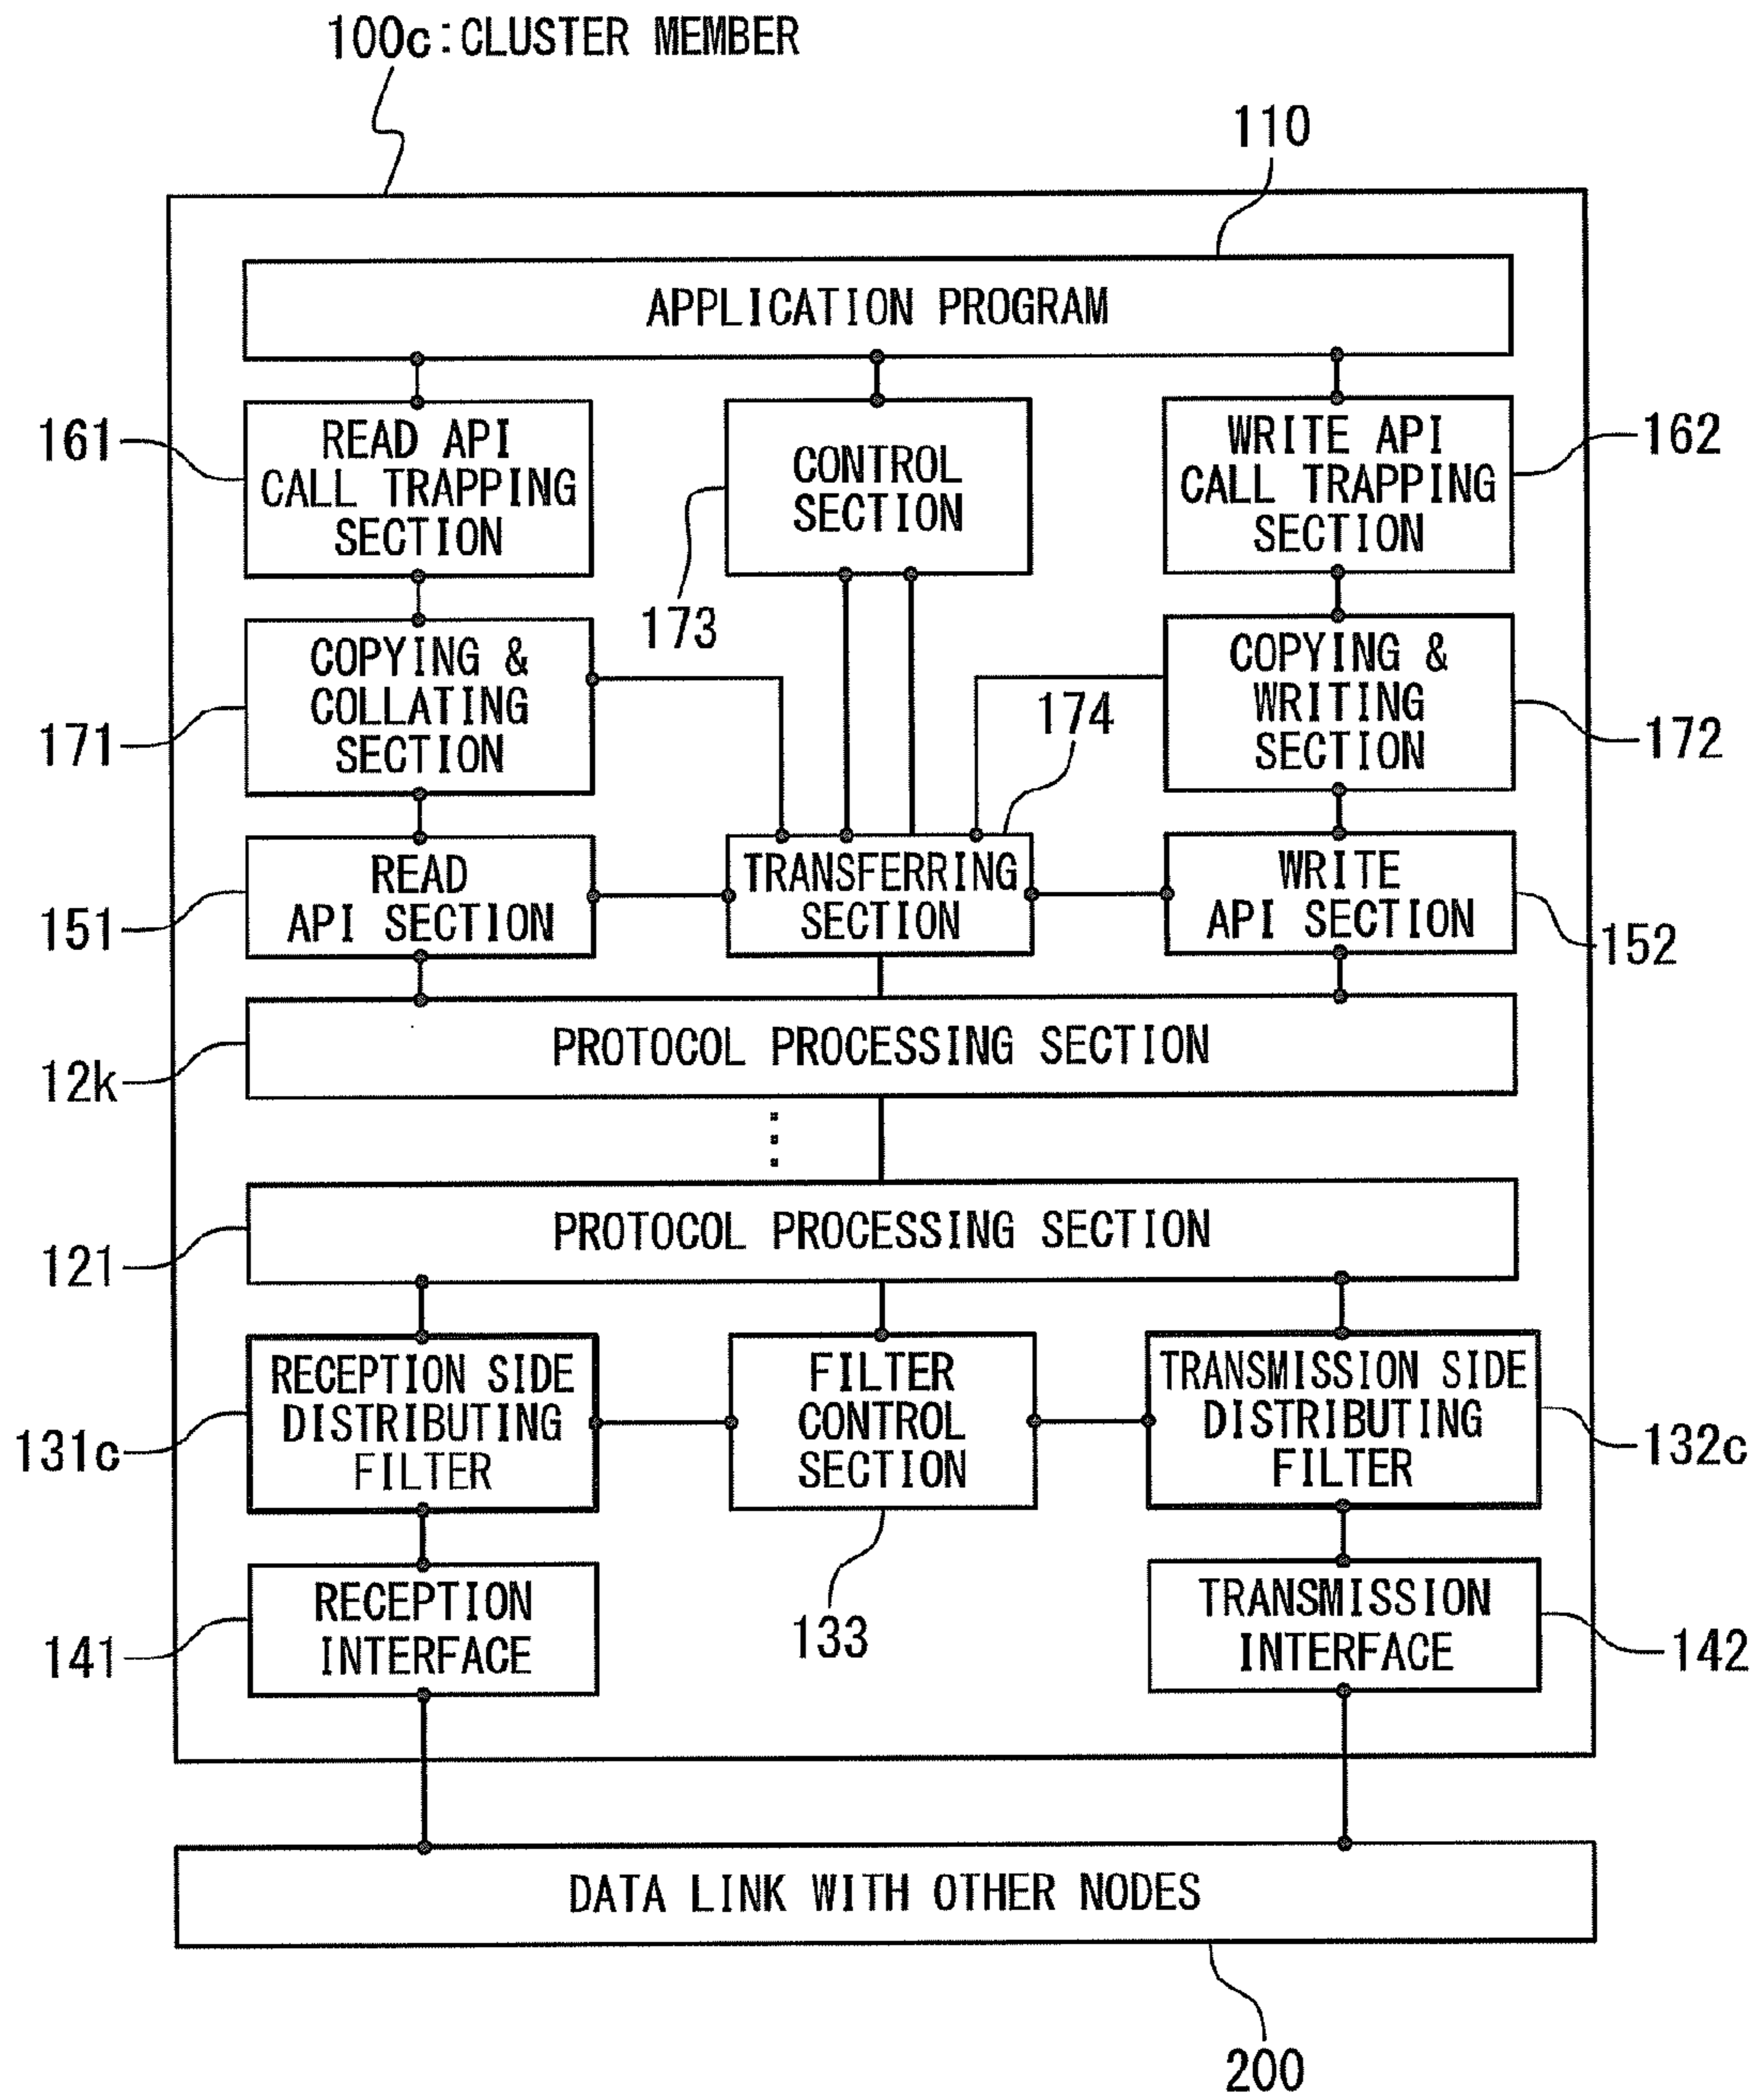 100c:CLUSTER MEMBER
110
APPLICATION PROGRAM
161
READ API
CALL TRAPPING
SECTION
CONTROL
SECTION
173
WRITE API
CALL TRAPPING
SECTION
162
171
COPYING &
COLLATING
SECTION
174
COPYING &
WRITING
SECTION
172
151
READ
API SECTION
TRANSFERRING
SECTION
WRITE
API SECTION
152
12k
PROTOCOL PROCESSING SECTION
121
PROTOCOL PROCESSING SECTION
131c
RECEPTION SIDE
DISTRIBUTING
FILTER
FILTER
CONTROL
SECTION
133
TRANSMISSION SIDE
DISTRIBUTING
FILTER
132c
141
RECEPTION
INTERFACE
TRANSMISSION
INTERFACE
142
DATA LINK WITH OTHER NODES
200